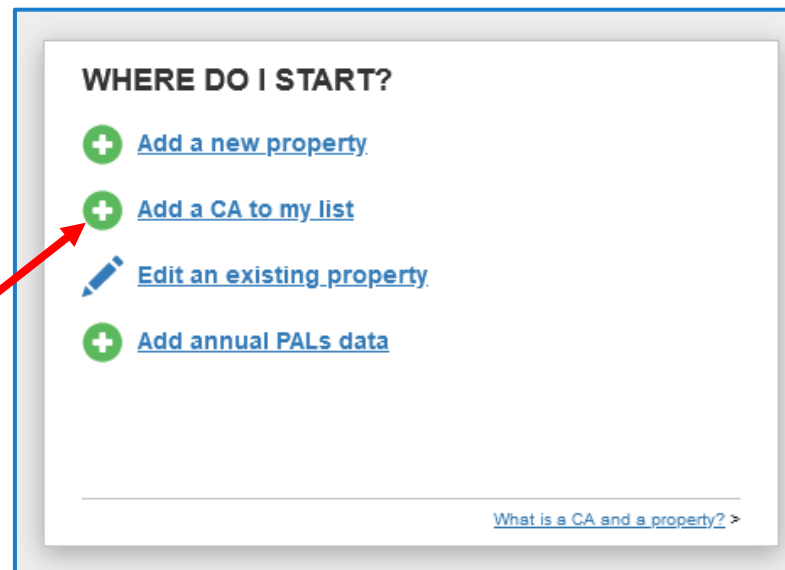 WHERE DO I START?
Add a new property
Add a CA to my list
Edit an existing property
Add annual PALs data
What is a CA and a property? >